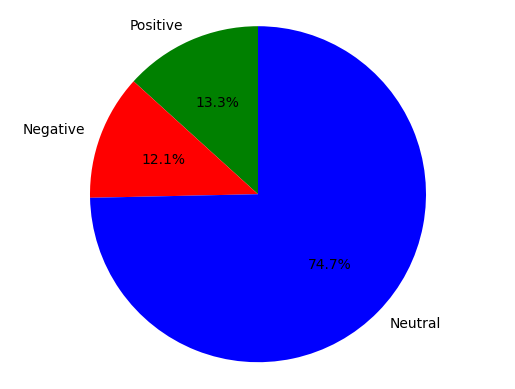 Positive
13.3%
Negative
12.1%
74.7%
Neutral